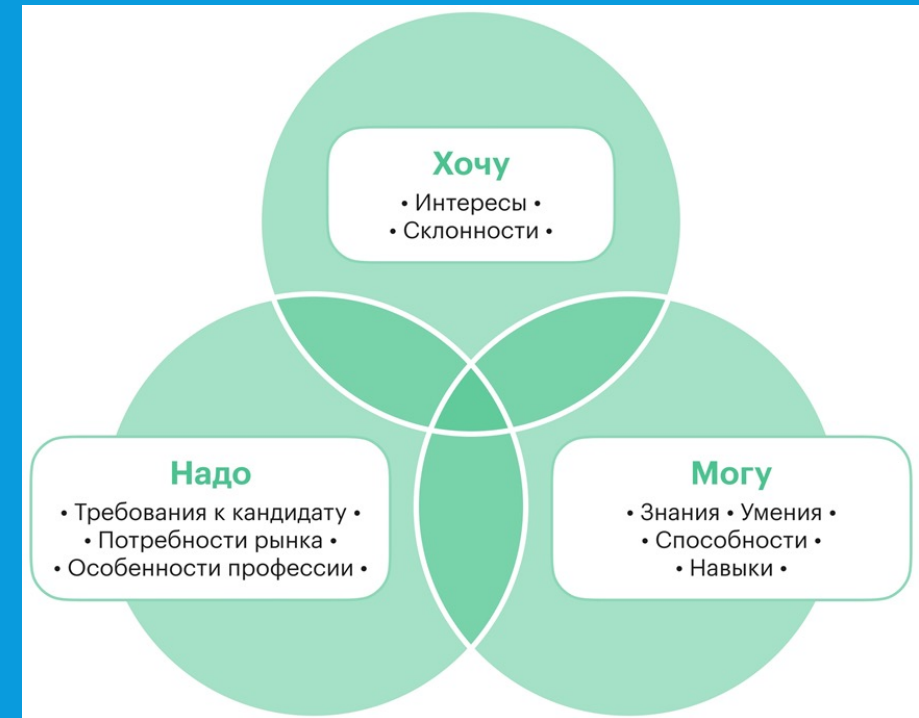 Хочу
• Интересы •
• Склонности •
Надо
• Требования к кандидату •
• Потребности рынка •
• Особенности профессии •
Могу
• Знания • Умения •
• Способности •
• Навыки •